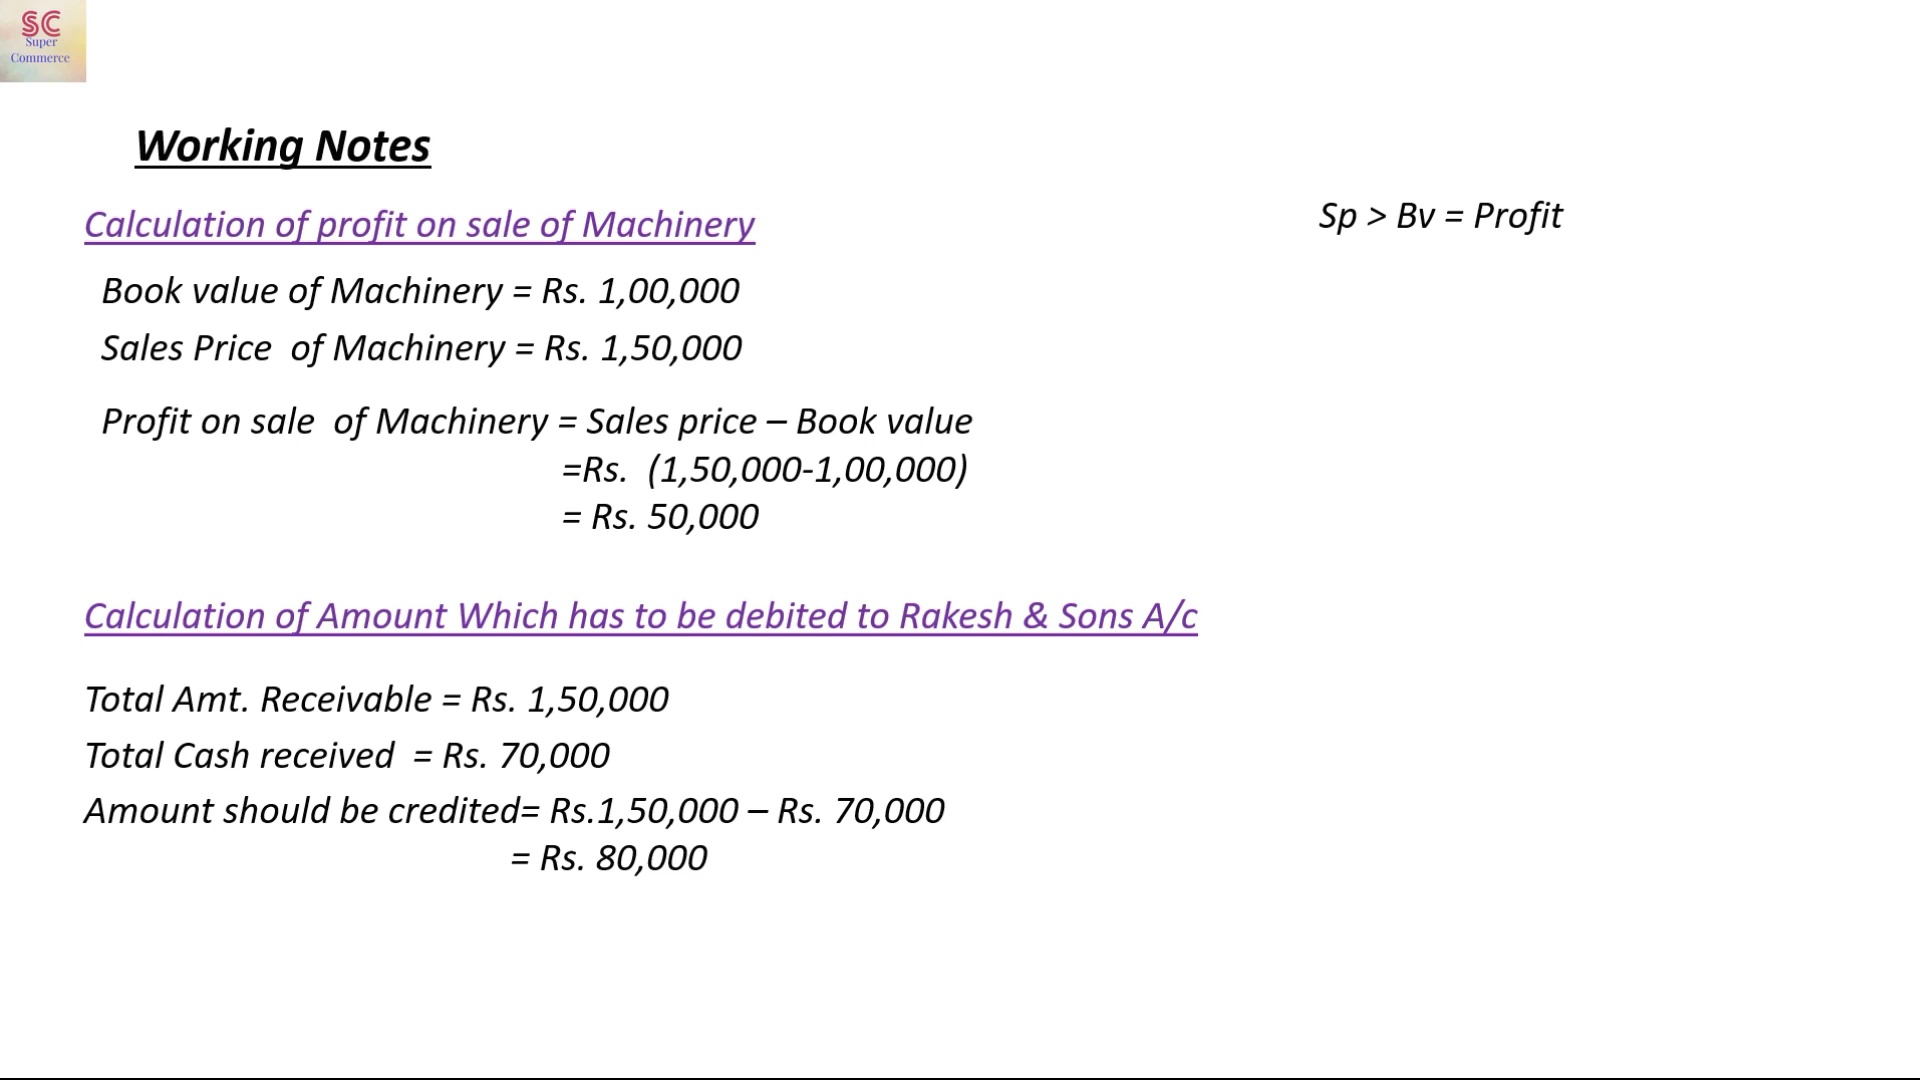 SC
Super
Commerce
Working Notes
Calculation of profit on sale of Machinery
Sp > Bv = Profit
Book value of Machinery = Rs. 1,00,000
Sales Price of Machinery = Rs. 1,50,000
Profit on sale of Machinery = Sales price – Book value
=Rs. (1,50,000-1,00,000)
= Rs. 50,000
Calculation of Amount Which has to be debited to Rakesh & Sons A/c
Total Amt. Receivable = Rs. 1,50,000
Total Cash received = Rs. 70,000
Amount should be credited= Rs.1,50,000 – Rs. 70,000
= Rs. 80,000